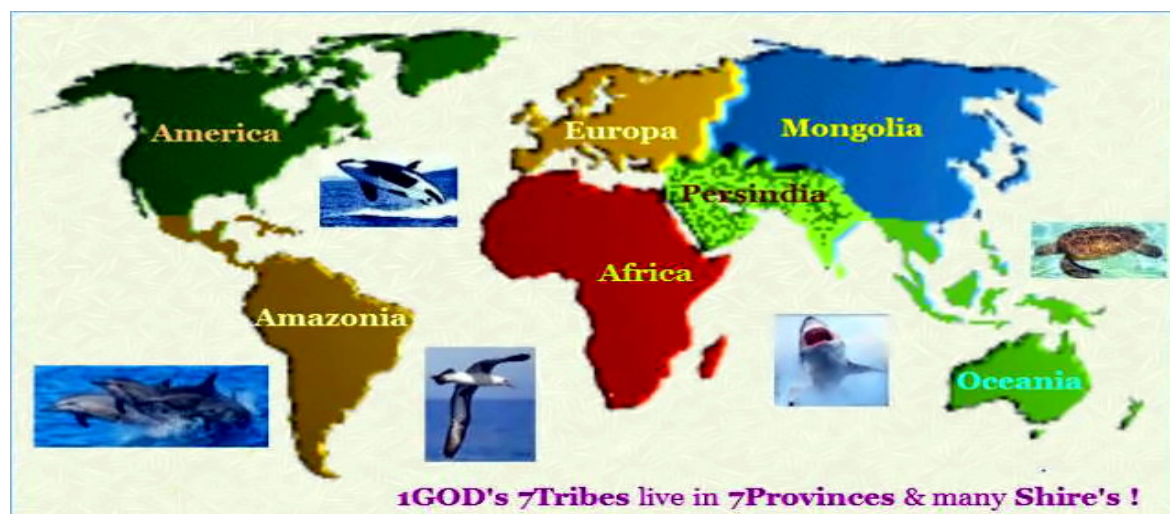 America
Europa
Mongolia
Persindia
Africa
Amazonia
Oceania
1GOD's 7Tribes live in 7Provinces & many Shire's !